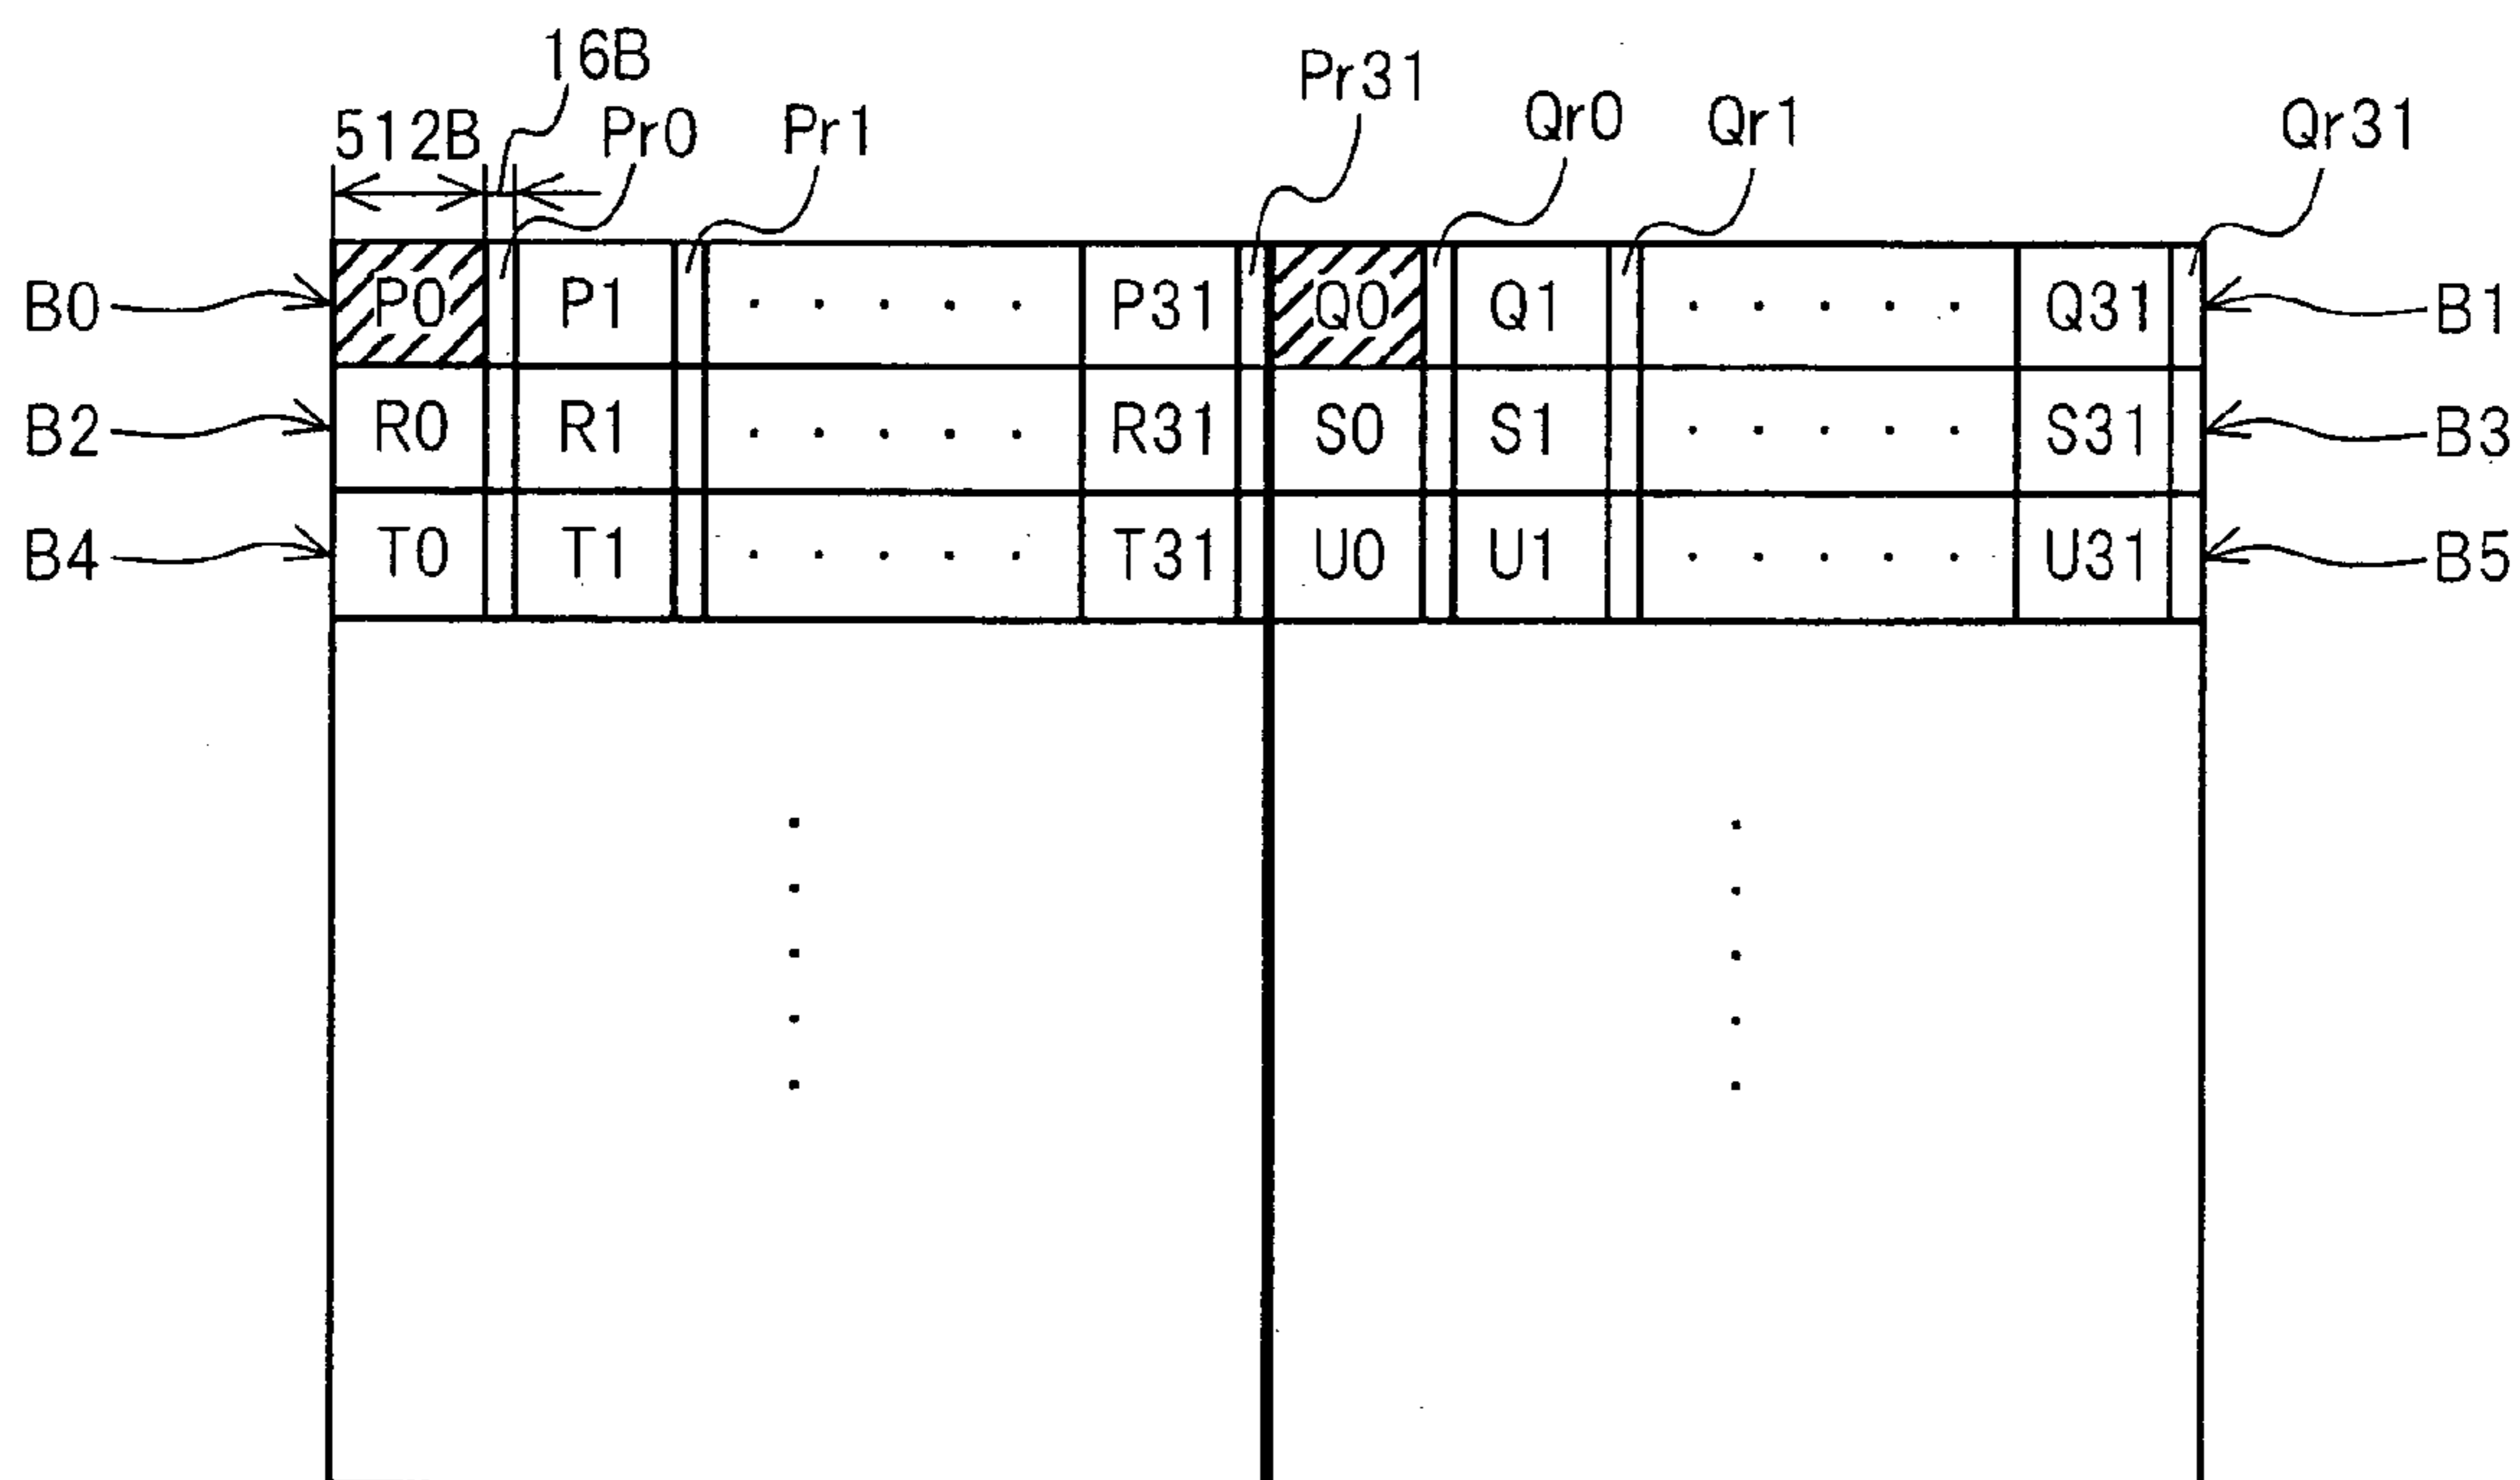 16B
512B Pr0 Pr1 Pr31 Qr0 Qr1 Qr31
B0 P0 P1 ····· P31 Q0 Q1 ····· Q31 B1
B2 R0 R1 ····· R31 S0 S1 ····· S31 B3
B4 T0 T1 ····· T31 U0 U1 ····· U31 B5